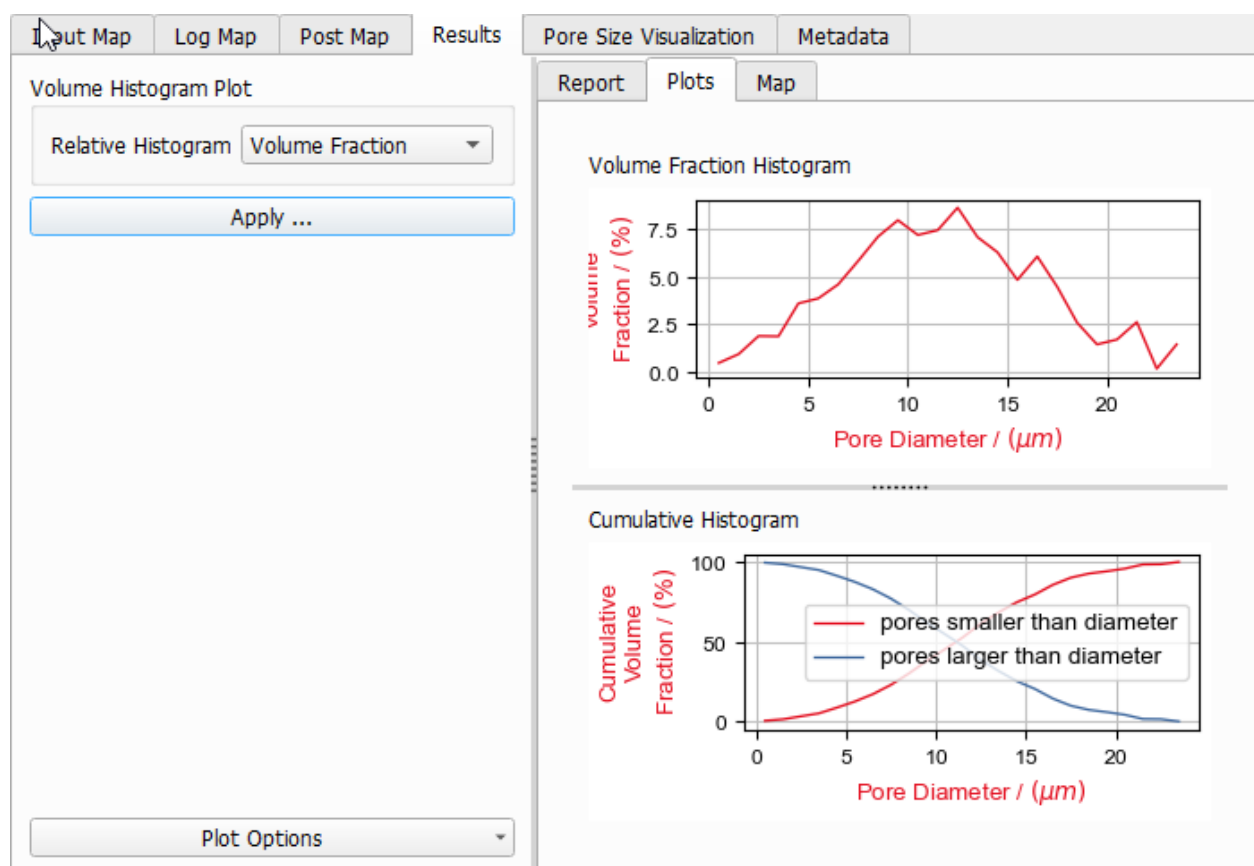 Input Map Log Map Post Map Results Pore Size Visualization Metadata
Volume Histogram Plot
Relative Histogram Volume Fraction
Apply ...
Plot Options
Report Plots Map
Volume Fraction Histogram
Volume
Fraction / (%)
7.5
5.0
2.5
0.0
0 5 10 15 20
Pore Diameter / (μm)
Cumulative Histogram
Cumulative
Volume
Fraction / (%)
100
50
0
pores smaller than diameter
pores larger than diameter
0 5 10 15 20
Pore Diameter / (μm)